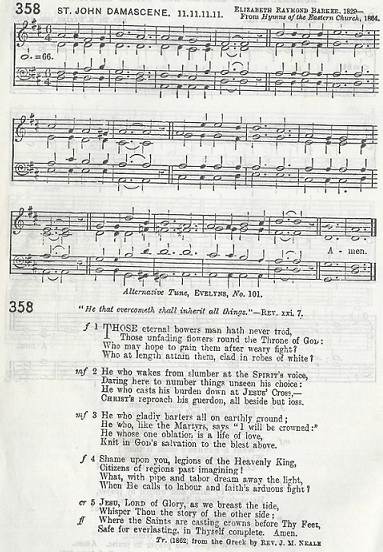 358
ST. JOHN DAMASCENE. 11.11.11.11.
ELIZABETH RAYMOND BARKER. 1829—
From Hymns of the Eastern Church, 1864.
= 66.
A - men.
Alternative Tune, EVELYNS, No. 101.
358
"He that overcometh shall inherit all things."—REV. xxi. 7.
f 1 THOSE eternal bowers man hath never trod,
Those unfading flowers round the Throne of GOD:
Who may hope to gain them after weary fight?
Who at length attain them, clad in robes of white?
mf 2 He who wakes from slumber at the SPIRIT'S voice,
Daring here to number things unseen his choice:
He who casts his burden down at JESUS' Cross,—
CHRIST'S reproach his guerdon, all beside but loss.
mf 3 He who gladly barters all on earthly ground;
He who, like the Martyrs, says "I will be crowned:"
He whose one oblation is a life of love,
Knit in GOD'S salvation to the blest above.
f 4 Shame upon you, legions of the Heavenly King,
Citizens of regions past imagining!
What, with pipe and tabor dream away the light,
When He calls to labour and faith's arduous fight?
cr 5 JESU, LORD of Glory, as we breast the tide,
Whisper Thou the story of the other side;
ff Where the Saints are casting crowns before Thy Feet,
Safe for everlasting, in Thyself complete. Amen.
Tr. (1862) from the Greek by REV. J. M. NEALE